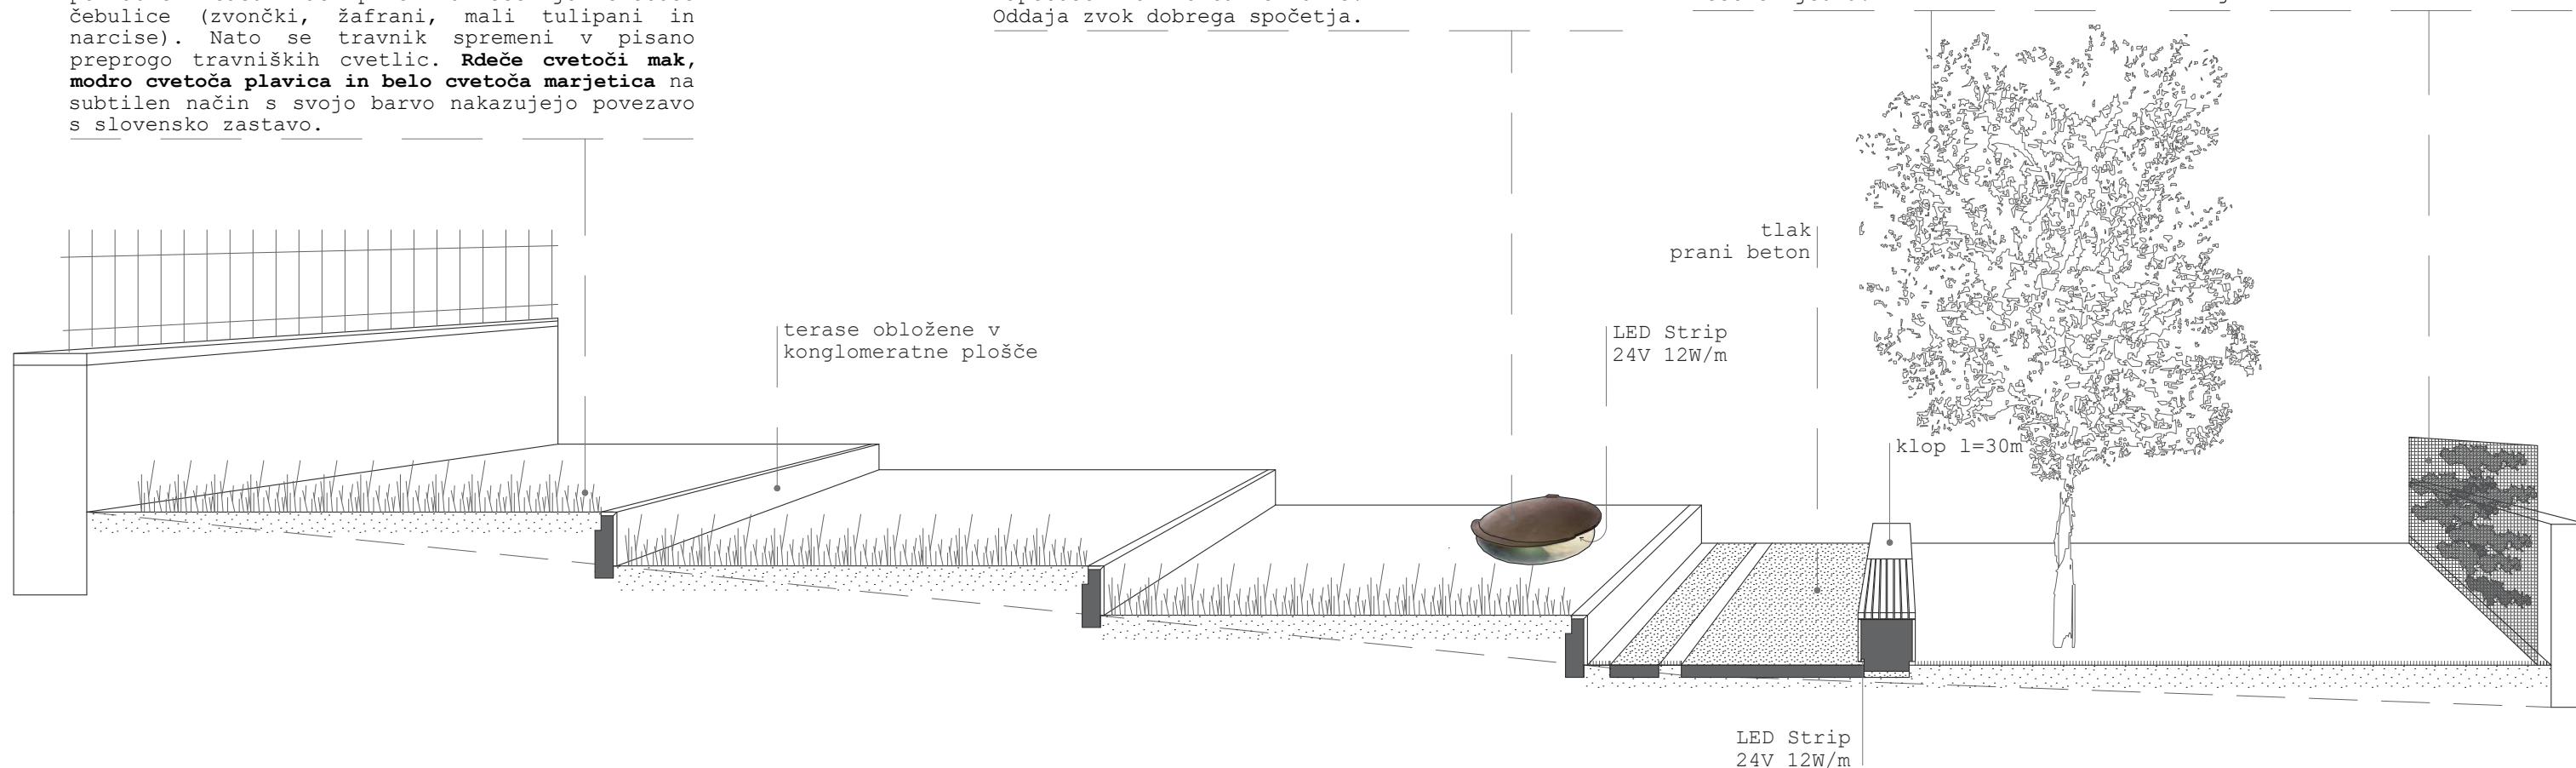 čebulice (zvončki, žafrani, mali tulipani in
narcise). Nato se travnik spremeni v pisano
preprogo travniških cvetlic. Rdeče cvetoči mak,
modro cvetoča plavica in belo cvetoča marjetica na
subtilen način s svojo barvo nakazujejo povezavo
s slovensko zastavo.
Oddaja zvok dobrega spočetja.
tlak
prani beton
terase obložene v
konglomeratne plošče
LED Strip
24V 12W/m
klop l=30m
LED Strip
24V 12W/m